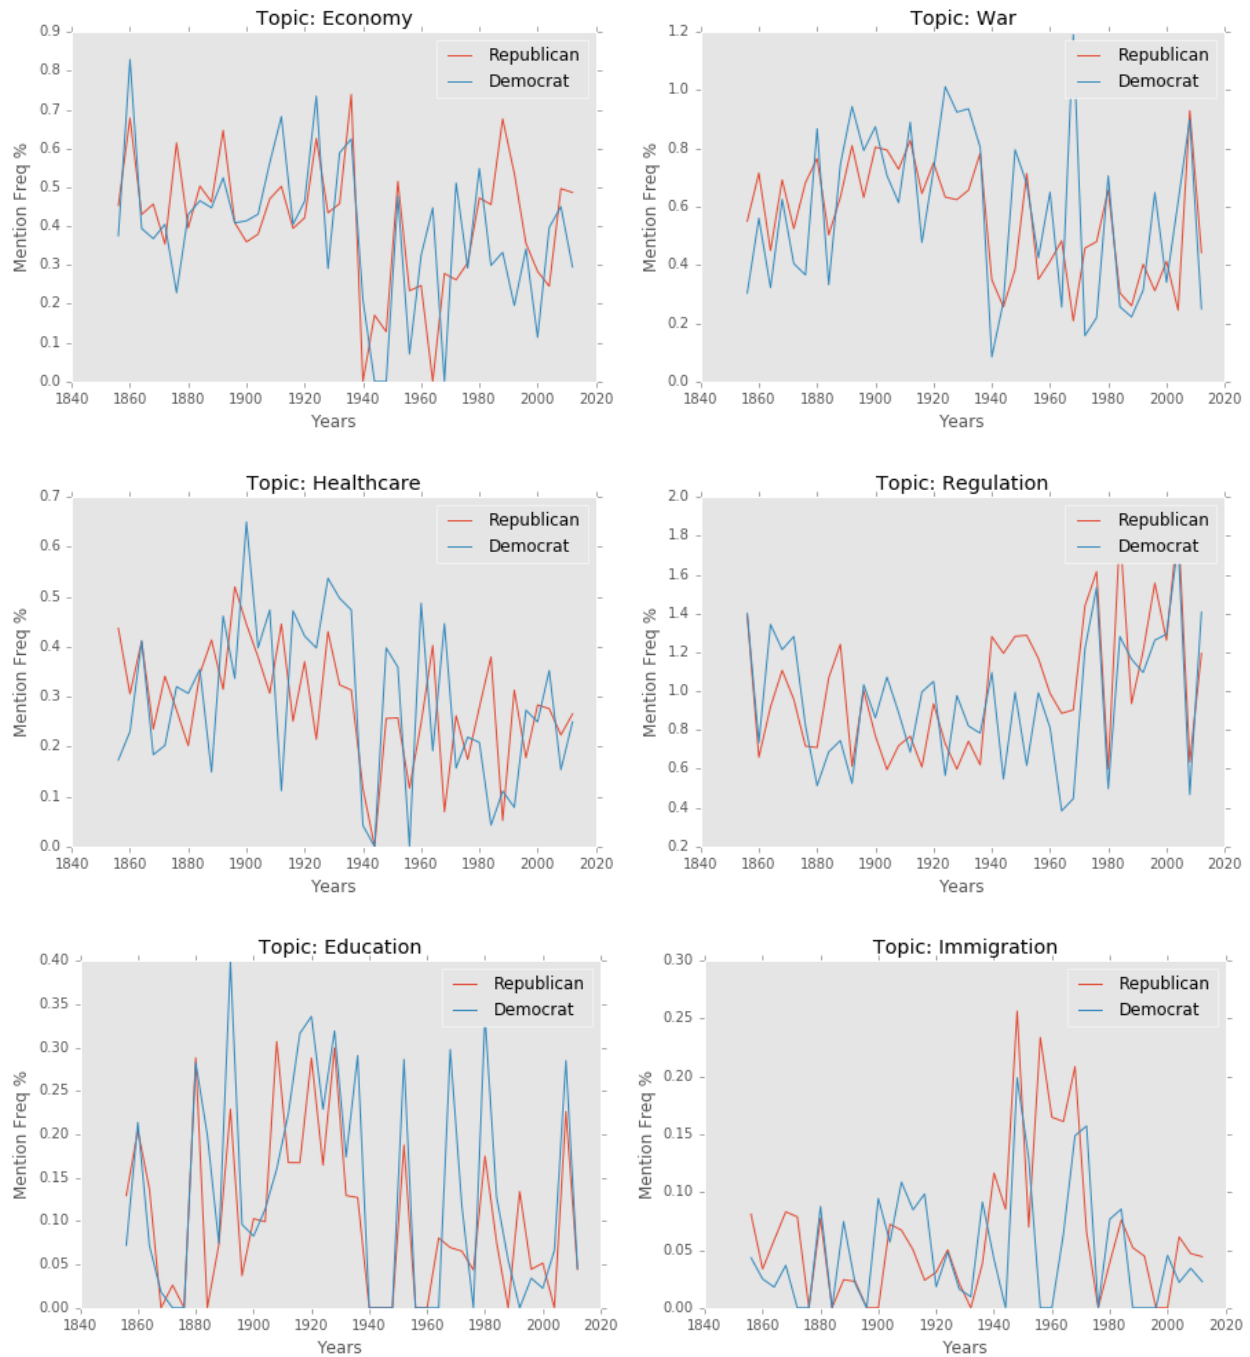 Topic: Economy
0.9
0.8
0.7
0.6
0.5
0.4
0.3
0.2
0.1
0.0
Mention Freq %
Republican
Democrat
1840 1860 1880 1900 1920 1940 1960 1980 2000 2020
Years
Topic: War
1.2
1.0
0.8
0.6
0.4
0.2
0.0
Mention Freq %
Republican
Democrat
1840 1860 1880 1900 1920 1940 1960 1980 2000 2020
Years
Topic: Healthcare
0.7
0.6
0.5
0.4
0.3
0.2
0.1
0.0
Mention Freq %
Republican
Democrat
1840 1860 1880 1900 1920 1940 1960 1980 2000 2020
Years
Topic: Regulation
2.0
1.8
1.6
1.4
1.2
1.0
0.8
0.6
0.4
0.2
Mention Freq %
Republican
Democrat
1840 1860 1880 1900 1920 1940 1960 1980 2000 2020
Years
Topic: Education
0.40
0.35
0.30
0.25
0.20
0.15
0.10
0.05
0.00
Mention Freq %
Republican
Democrat
1840 1860 1880 1900 1920 1940 1960 1980 2000 2020
Years
Topic: Immigration
0.30
0.25
0.20
0.15
0.10
0.05
0.00
Mention Freq %
Republican
Democrat
1840 1860 1880 1900 1920 1940 1960 1980 2000 2020
Years